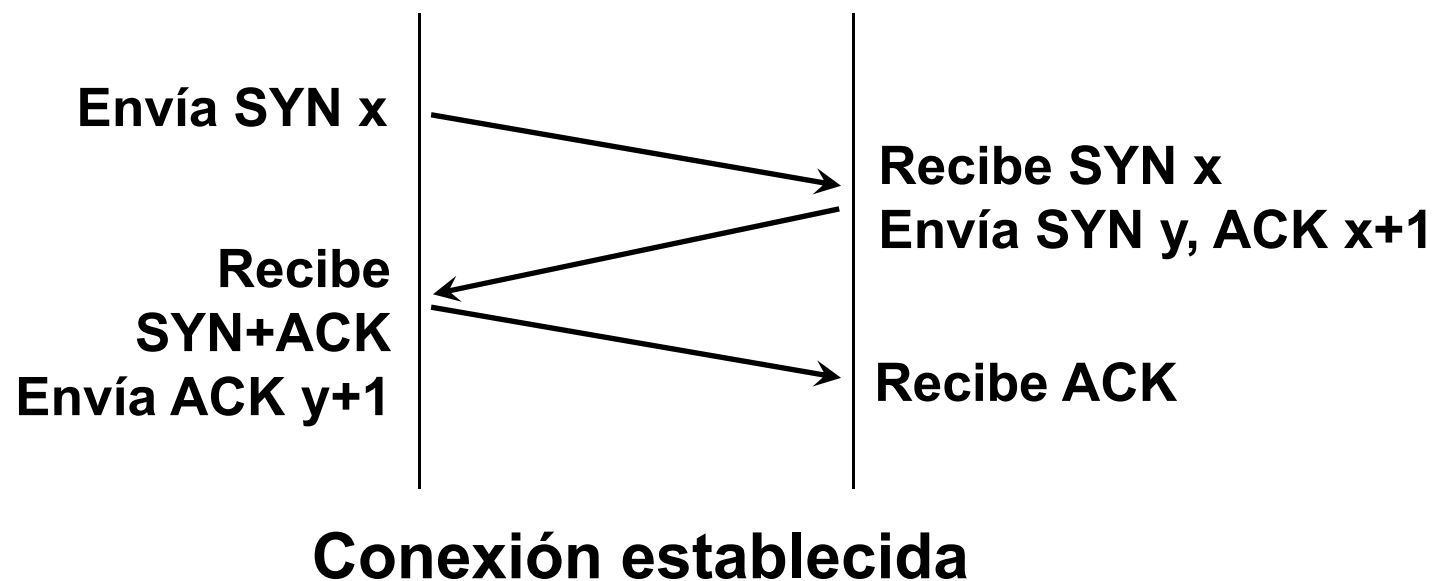 Envía SYN x
Recibe SYN x
Envía SYN y, ACK x+1
Recibe
SYN+ACK
Envía ACK y+1
Recibe ACK
Conexión establecida